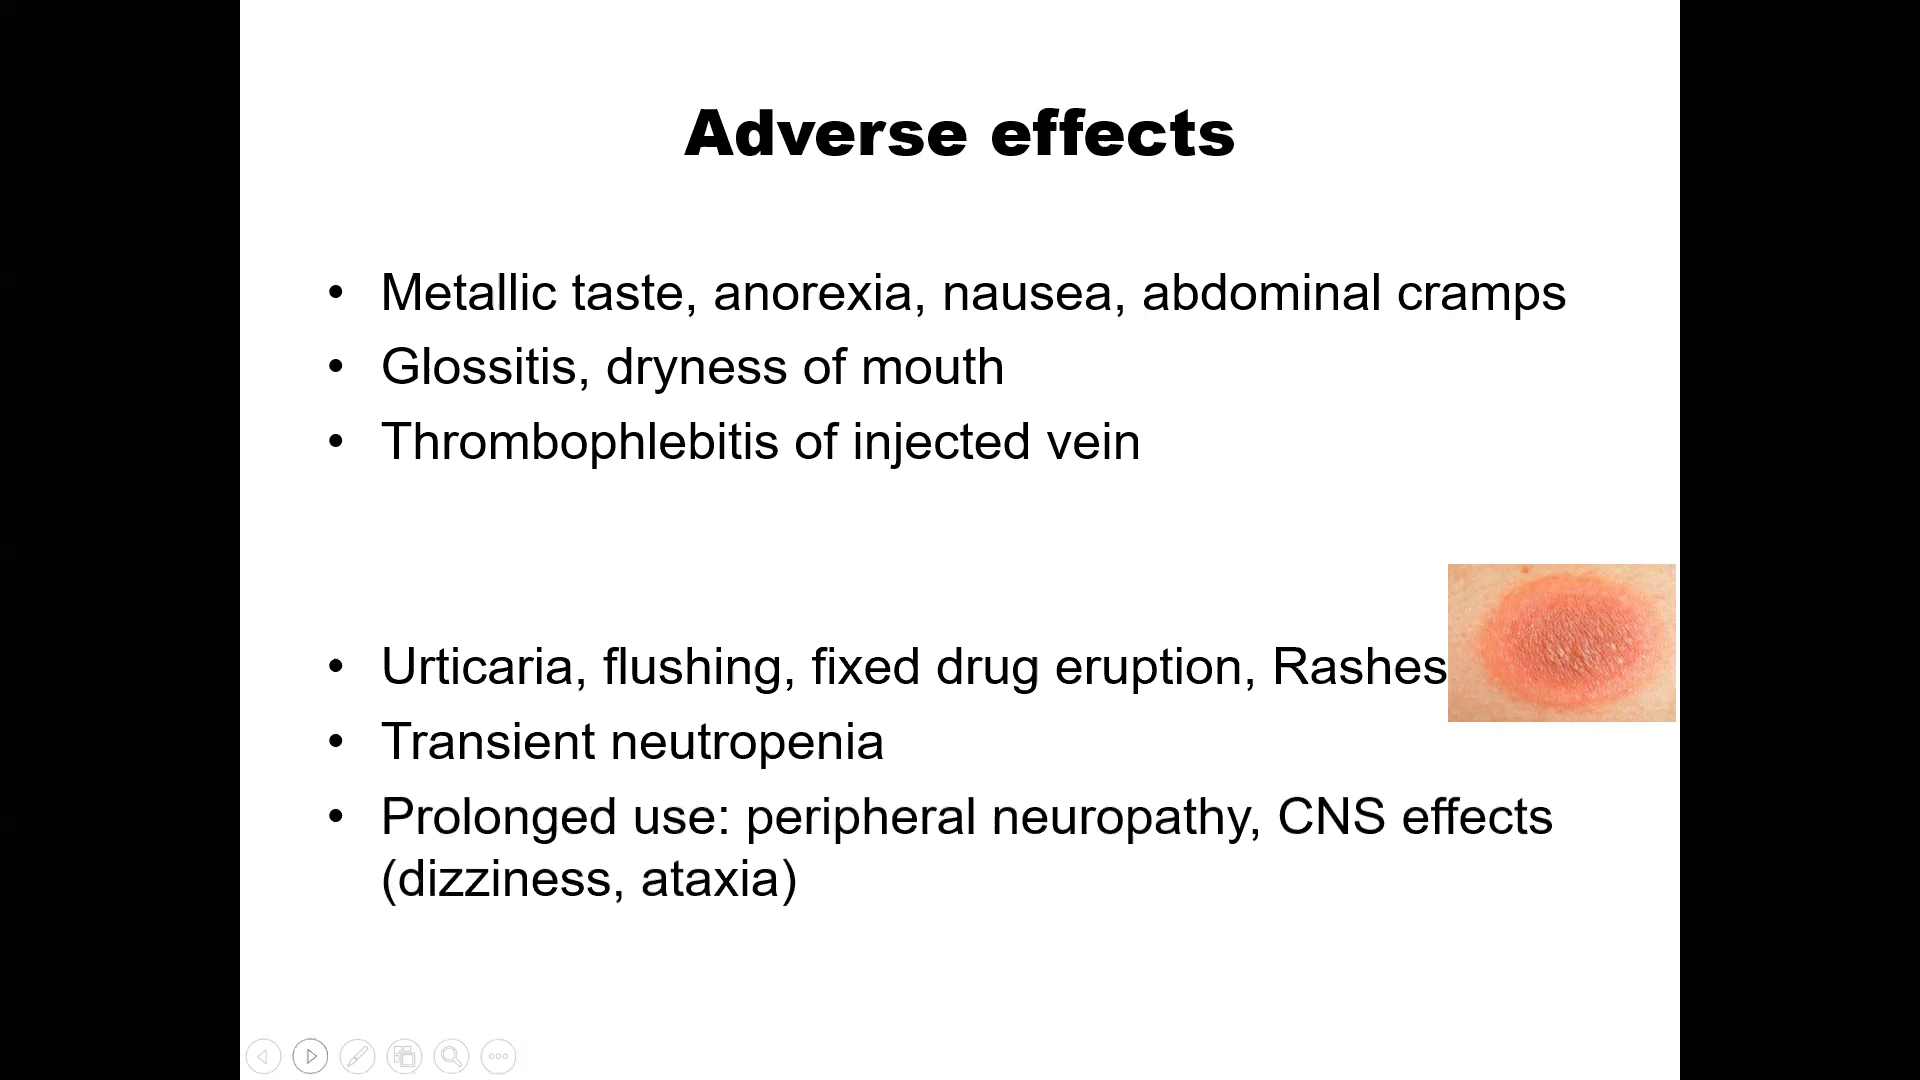 Adverse effects
• Metallic taste, anorexia, nausea, abdominal cramps
• Glossitis, dryness of mouth
• Thrombophlebitis of injected vein
• Urticaria, flushing, fixed drug eruption, Rashes
• Transient neutropenia
• Prolonged use: peripheral neuropathy, CNS effects
(dizziness, ataxia)